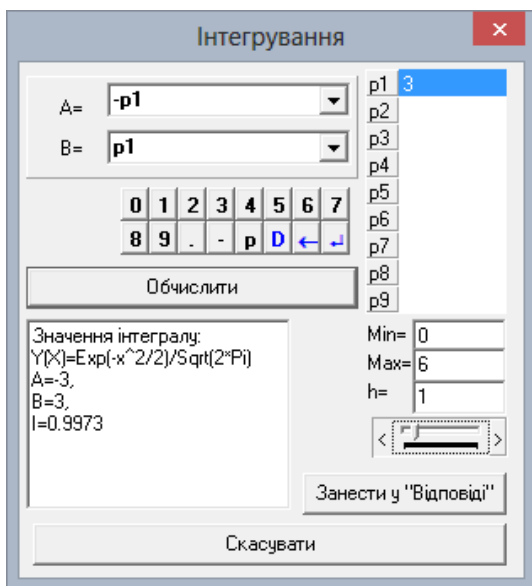 Інтегрування
A= -p1
B= p1
p1 3
p2
p3
p4
p5
p6
p7
p8
p9
0 1 2 3 4 5 6 7
8 9 . - p D ← ↲
Обчислити
Значення інтегралу:
Y(X)=Exp(-x^2/2)/Sqrt(2*Pi)
A=-3,
B=3,
I=0.9973
Min= 0
Max= 6
h= 1
< >
Занести у "Відповіді"
Скасувати